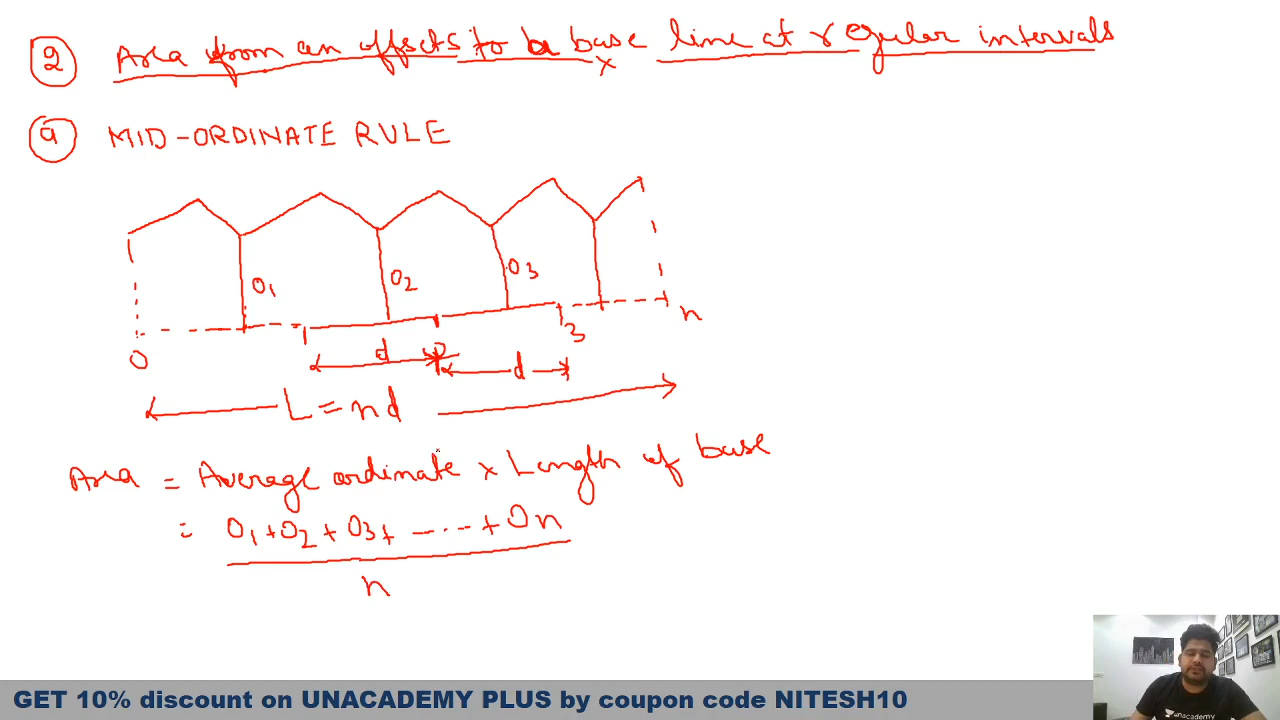 2 Area from an offsets to a base line at regular intervals
x
a MID-ORDINATE RULE
O1 O2 O3
0 1 2 3 n
d d
L = nd
Area = Average ordinate x Length of base
= O1 + O2 + O3 + ..... + On
n
unacademy
GET 10% discount on UNACADEMY PLUS by coupon code NITESH10